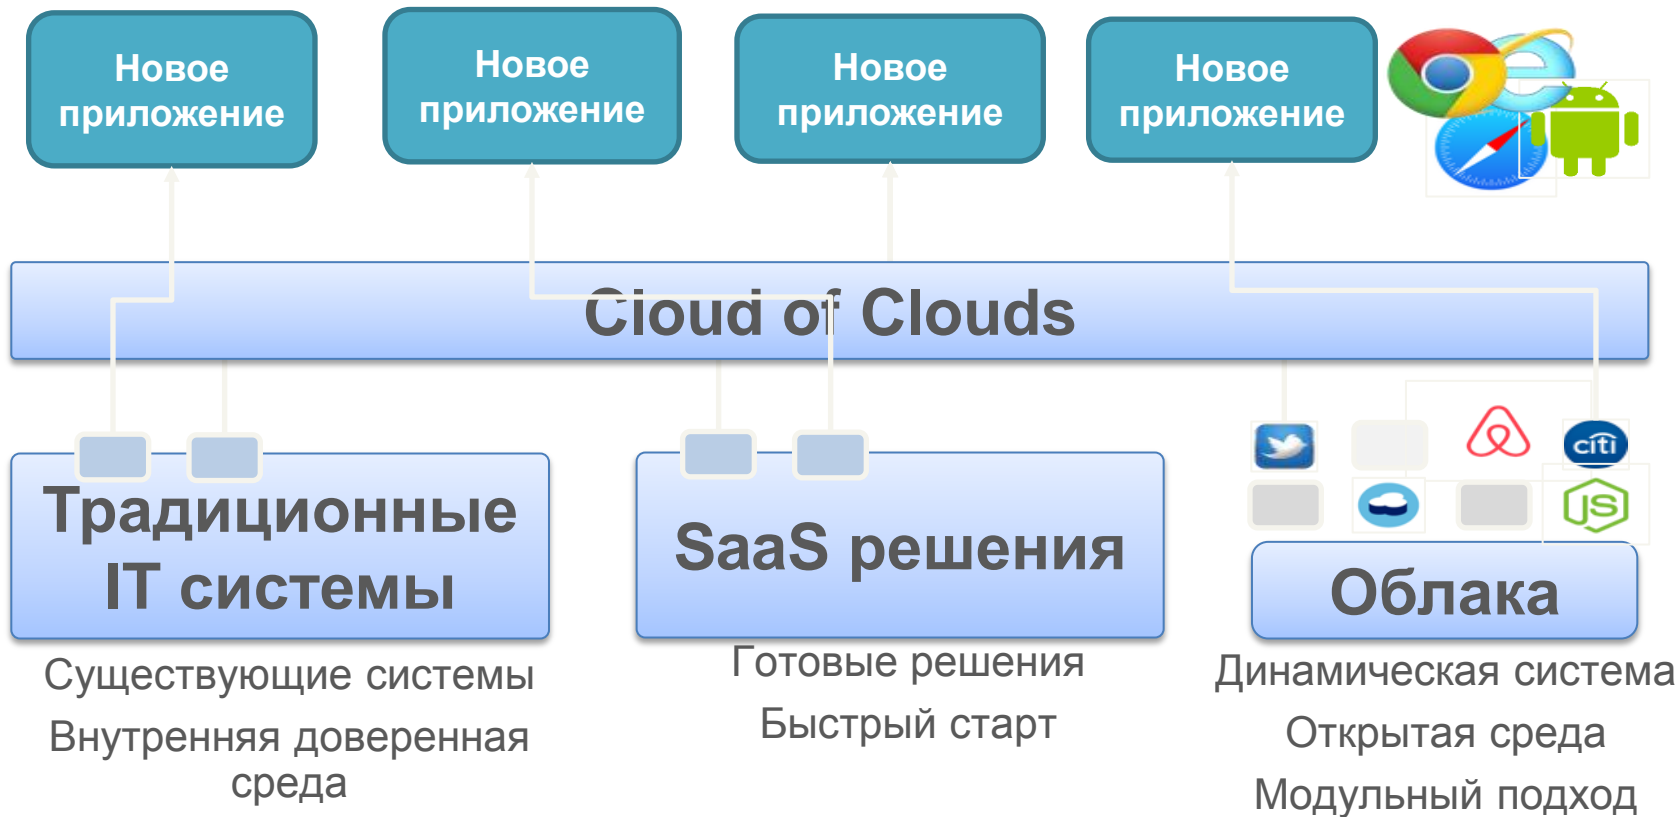 Новое
приложение
Новое
приложение
Новое
приложение
Новое
приложение
Cioud of Clouds
citi
JS
Традиционные
IT системы
SaaS решения
Облака
Существующие системы
Внутренняя доверенная
среда
Готовые решения
Быстрый старт
Динамическая система
Открытая среда
Модульный подход